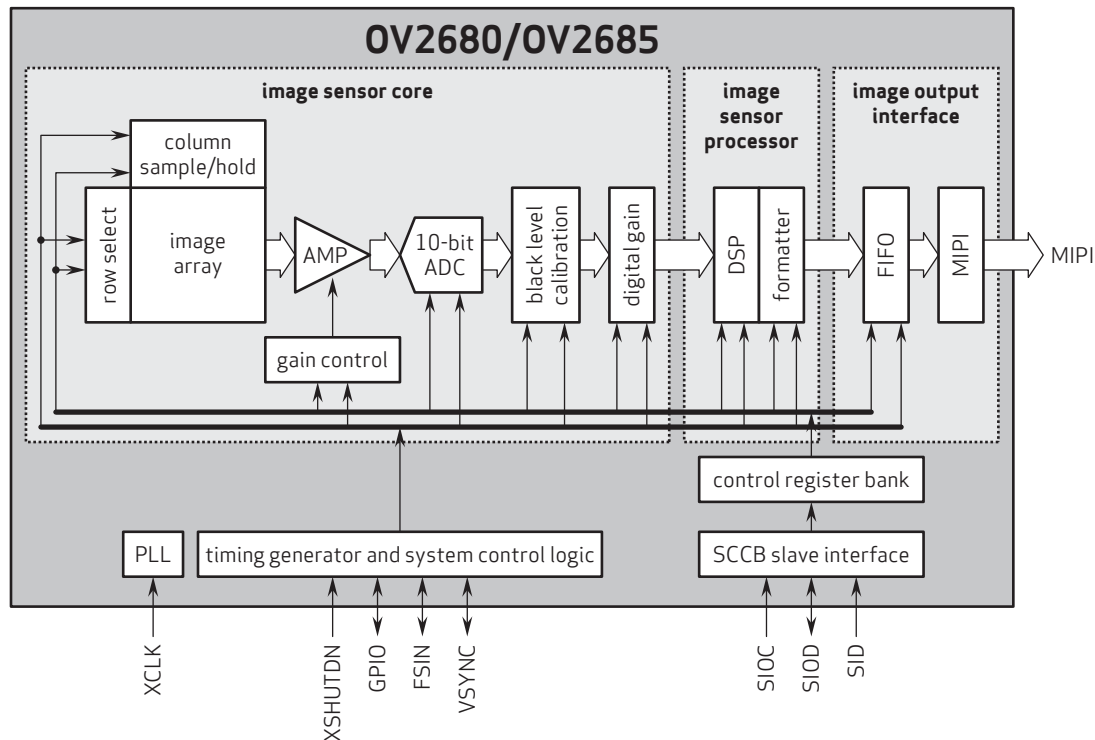 OV2680/OV2685
image sensor core
image
sensor
processor
image output
interface
column
sample/hold
row select
image
array
AMP
10-bit
ADC
black level
calibration
digital gain
DSP
formatter
FIFO
MIPI
MIPI
gain control
control register bank
PLL
timing generator and system control logic
SCCB slave interface
XCLK
XSHUTDN
GPIO
FSIN
VSYNC
SIOC
SIOD
SID